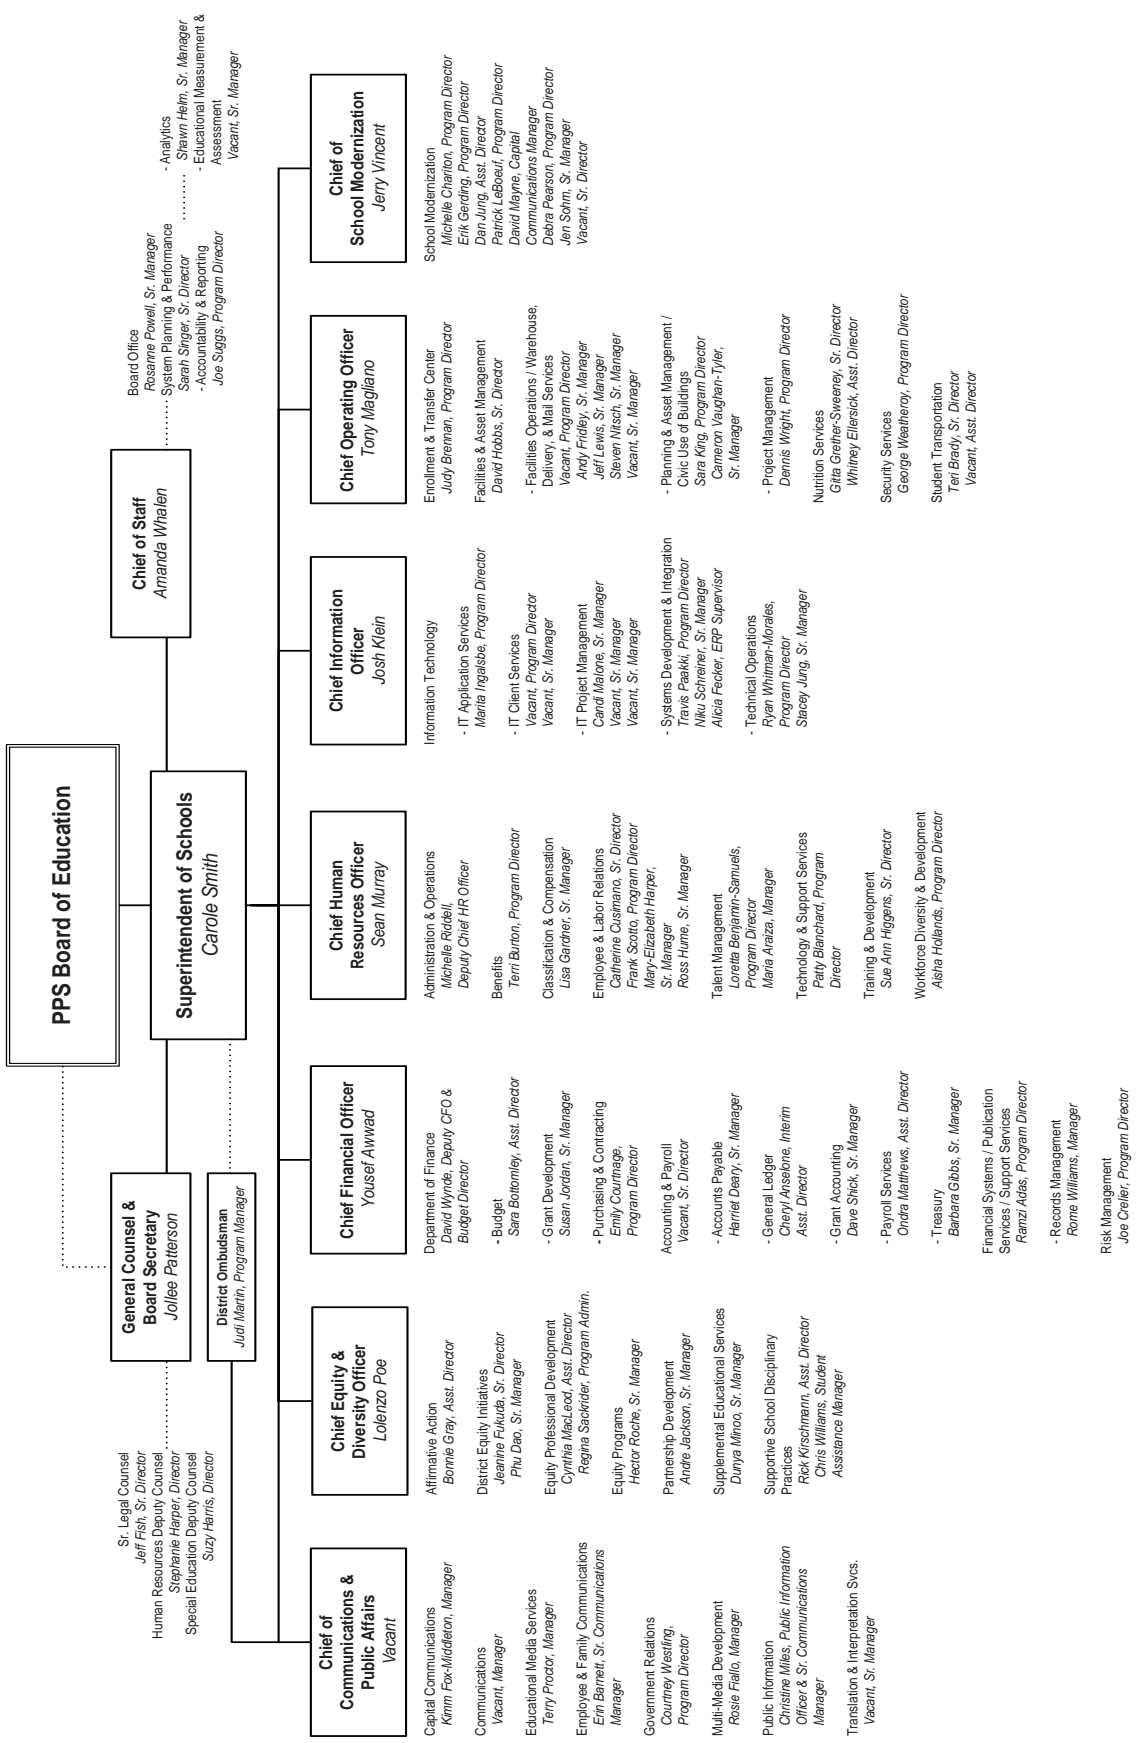 PPS Board of Education
Superintendent of Schools
Carole Smith
General Counsel &
Board Secretary
Jollee Patterson
Sr. Legal Counsel
Jeff Fish, Sr. Director
Human Resources Deputy Counsel
Stephanie Harper, Director
Special Education Deputy Counsel
Suzy Harris, Director
District Ombudsman
Judi Martin, Program Manager
Chief of Staff
Amanda Whalen
Board Office
Rosanne Powell, Sr. Manager
System Planning & Performance
Sarah Singer, Sr. Director
- Accountability & Reporting
Joe Suggs, Program Director
- Analytics
Shawn Helm, Sr. Manager
- Educational Measurement &
Assessment
Vacant, Sr. Manager
Chief of
Communications &
Public Affairs
Vacant
Capital Communications
Kimm Fox-Middleton, Manager
Communications
Vacant, Manager
Educational Media Services
Terry Proctor, Manager
Employee & Family Communications
Erin Barnett, Sr. Communications
Manager
Government Relations
Courtney Westling,
Program Director
Multi-Media Development
Rosie Fiallo, Manager
Public Information
Christine Miles, Public Information
Officer & Sr. Communications
Manager
Translation & Interpretation Svcs.
Vacant, Sr. Manager
Chief Equity &
Diversity Officer
Lolenzo Poe
Affirmative Action
Bonnie Gray, Asst. Director
District Equity Initiatives
Jeanine Fukuda, Sr. Director
Phu Dao, Sr. Manager
Equity Professional Development
Cynthia MacLeod, Asst. Director
Regina Sackrider, Program Admin.
Equity Programs
Hector Roche, Sr. Manager
Partnership Development
Andre Jackson, Sr. Manager
Supplemental Educational Services
Dunya Minoo, Sr. Manager
Supportive School Disciplinary
Practices
Rick Kirschmann, Asst. Director
Chris Williams, Student
Assistance Manager
Chief Financial Officer
Yousef Awwad
Department of Finance
David Wynde, Deputy CFO &
Budget Director
- Budget
Sara Bottomley, Asst. Director
- Grant Development
Susan Jordan, Sr. Manager
- Purchasing & Contracting
Emily Courtnage,
Program Director
Accounting & Payroll
Vacant, Sr. Director
- Accounts Payable
Harriet Deary, Sr. Manager
- General Ledger
Cheryl Anselone, Interim
Asst. Director
- Grant Accounting
Dave Shick, Sr. Manager
- Payroll Services
Ondra Matthews, Asst. Director
- Treasury
Barbara Gibbs, Sr. Manager
Financial Systems / Publication
Services / Support Services
Ramzi Adas, Program Director
- Records Management
Rome Williams, Manager
Risk Management
Joe Crelier, Program Director
Chief Human
Resources Officer
Sean Murray
Administration & Operations
Michelle Riddell,
Deputy Chief HR Officer
Benefits
Terri Burton, Program Director
Classification & Compensation
Lisa Gardner, Sr. Manager
Employee & Labor Relations
Catherine Cusimano, Sr. Director
Frank Scotto, Program Director
Mary-Elizabeth Harper,
Sr. Manager
Ross Hume, Sr. Manager
Talent Management
Loretta Benjamin-Samuels,
Program Director
Maria Araiza, Manager
Technology & Support Services
Patty Blanchard, Program
Director
Training & Development
Sue Ann Higgens, Sr. Director
Workforce Diversity & Development
Aisha Hollands, Program Director
Chief Information
Officer
Josh Klein
Information Technology
- IT Application Services
Marita Ingalsbe, Program Director
- IT Client Services
Vacant, Program Director
Vacant, Sr. Manager
- IT Project Management
Candi Malone, Sr. Manager
Vacant, Sr. Manager
Vacant, Sr. Manager
- Systems Development & Integration
Travis Paakki, Program Director
Niku Schreiner, Sr. Manager
Alicia Fecker, ERP Supervisor
- Technical Operations
Ryan Whitman-Morales,
Program Director
Stacey Jung, Sr. Manager
Chief Operating Officer
Tony Magliano
Enrollment & Transfer Center
Judy Brennan, Program Director
Facilities & Asset Management
David Hobbs, Sr. Director
- Facilities Operations / Warehouse,
Delivery, & Mail Services
Vacant, Program Director
Andy Fridley, Sr. Manager
Jeff Lewis, Sr. Manager
Steven Nitsch, Sr. Manager
Vacant, Sr. Manager
- Planning & Asset Management /
Civic Use of Buildings
Sara King, Program Director
Cameron Vaughan-Tyler,
Sr. Manager
- Project Management
Dennis Wright, Program Director
Nutrition Services
Gitta Grether-Sweeney, Sr. Director
Whitney Ellersick, Asst. Director
Security Services
George Weatheroy, Program Director
Student Transportation
Teri Brady, Sr. Director
Vacant, Asst. Director
Chief of
School Modernization
Jerry Vincent
School Modernization
Michelle Chariton, Program Director
Erik Gerding, Program Director
Dan Jung, Asst. Director
Patrick LeBoeuf, Program Director
David Mayne, Capital
Communications Manager
Debra Pearson, Program Director
Jen Sohm, Sr. Manager
Vacant, Sr. Director